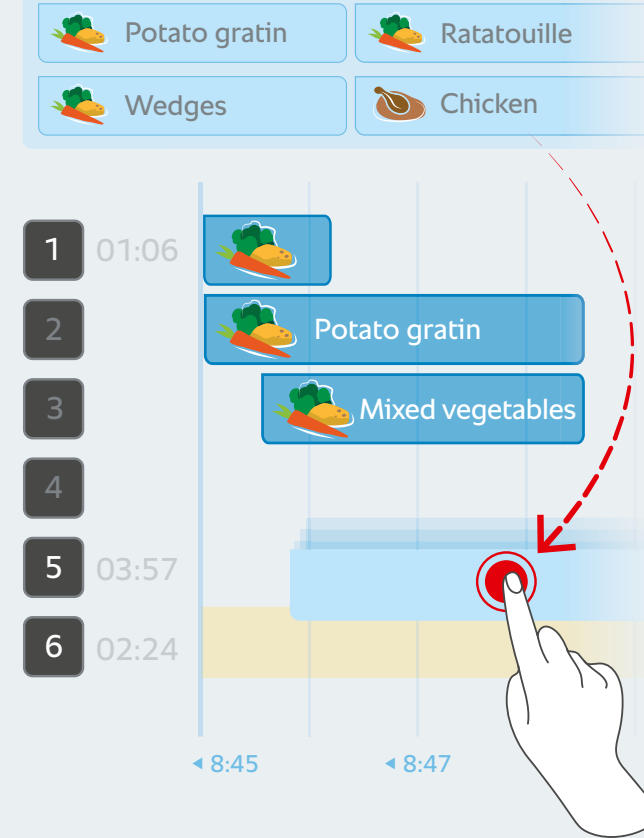 Potato gratin
Ratatouille
Wedges
Chicken
1 01:06
2 Potato gratin
3 Mixed vegetables
4
5 03:57
6 02:24
8:45 8:47